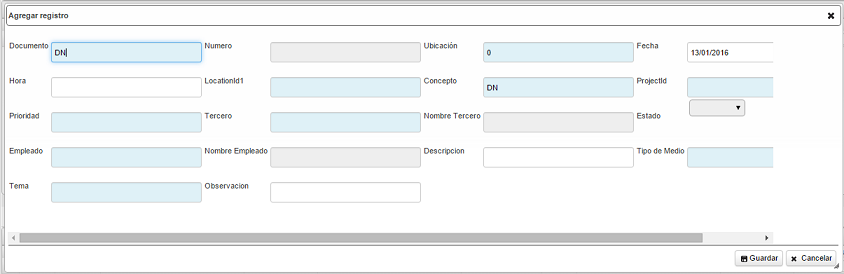 Agregar registro
Documento DN Numero Ubicación 0 Fecha 13/01/2016
Hora LocationId1 Concepto DN ProjectId
Prioridad Tercero Nombre Tercero Estado
Empleado Nombre Empleado Descripcion Tipo de Medio
Tema Observacion
Guardar Cancelar